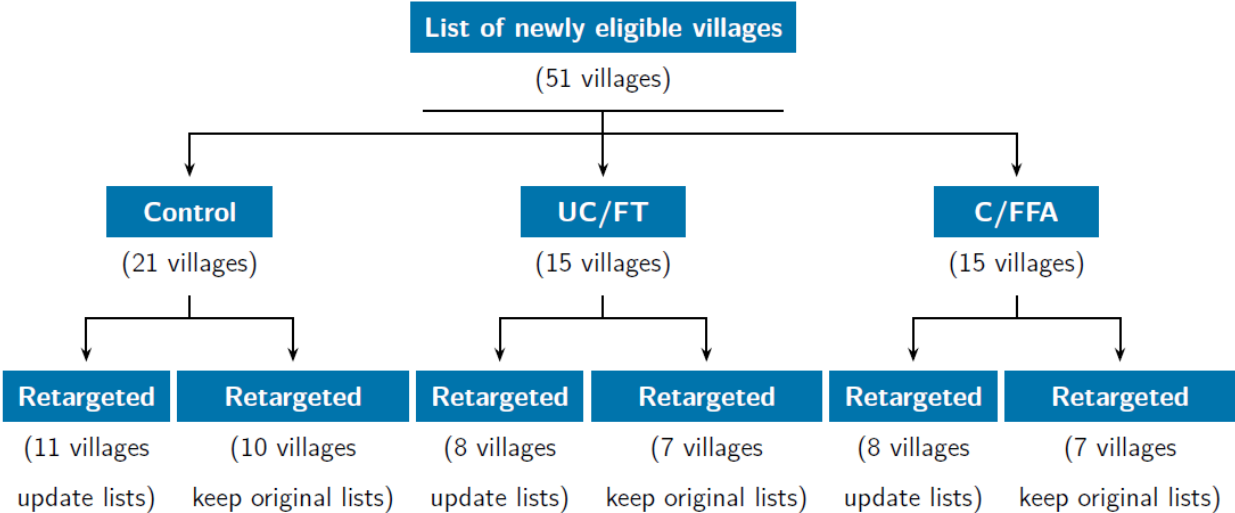 List of newly eligible villages
(51 villages)
Control
UC/FT
C/FFA
(21 villages)
(15 villages)
(15 villages)
Retargeted
Retargeted
Retargeted
Retargeted
Retargeted
Retargeted
(11 villages
update lists)
(10 villages
keep original lists)
(8 villages
update lists)
(7 villages
keep original lists)
(8 villages
update lists)
(7 villages
keep original lists)